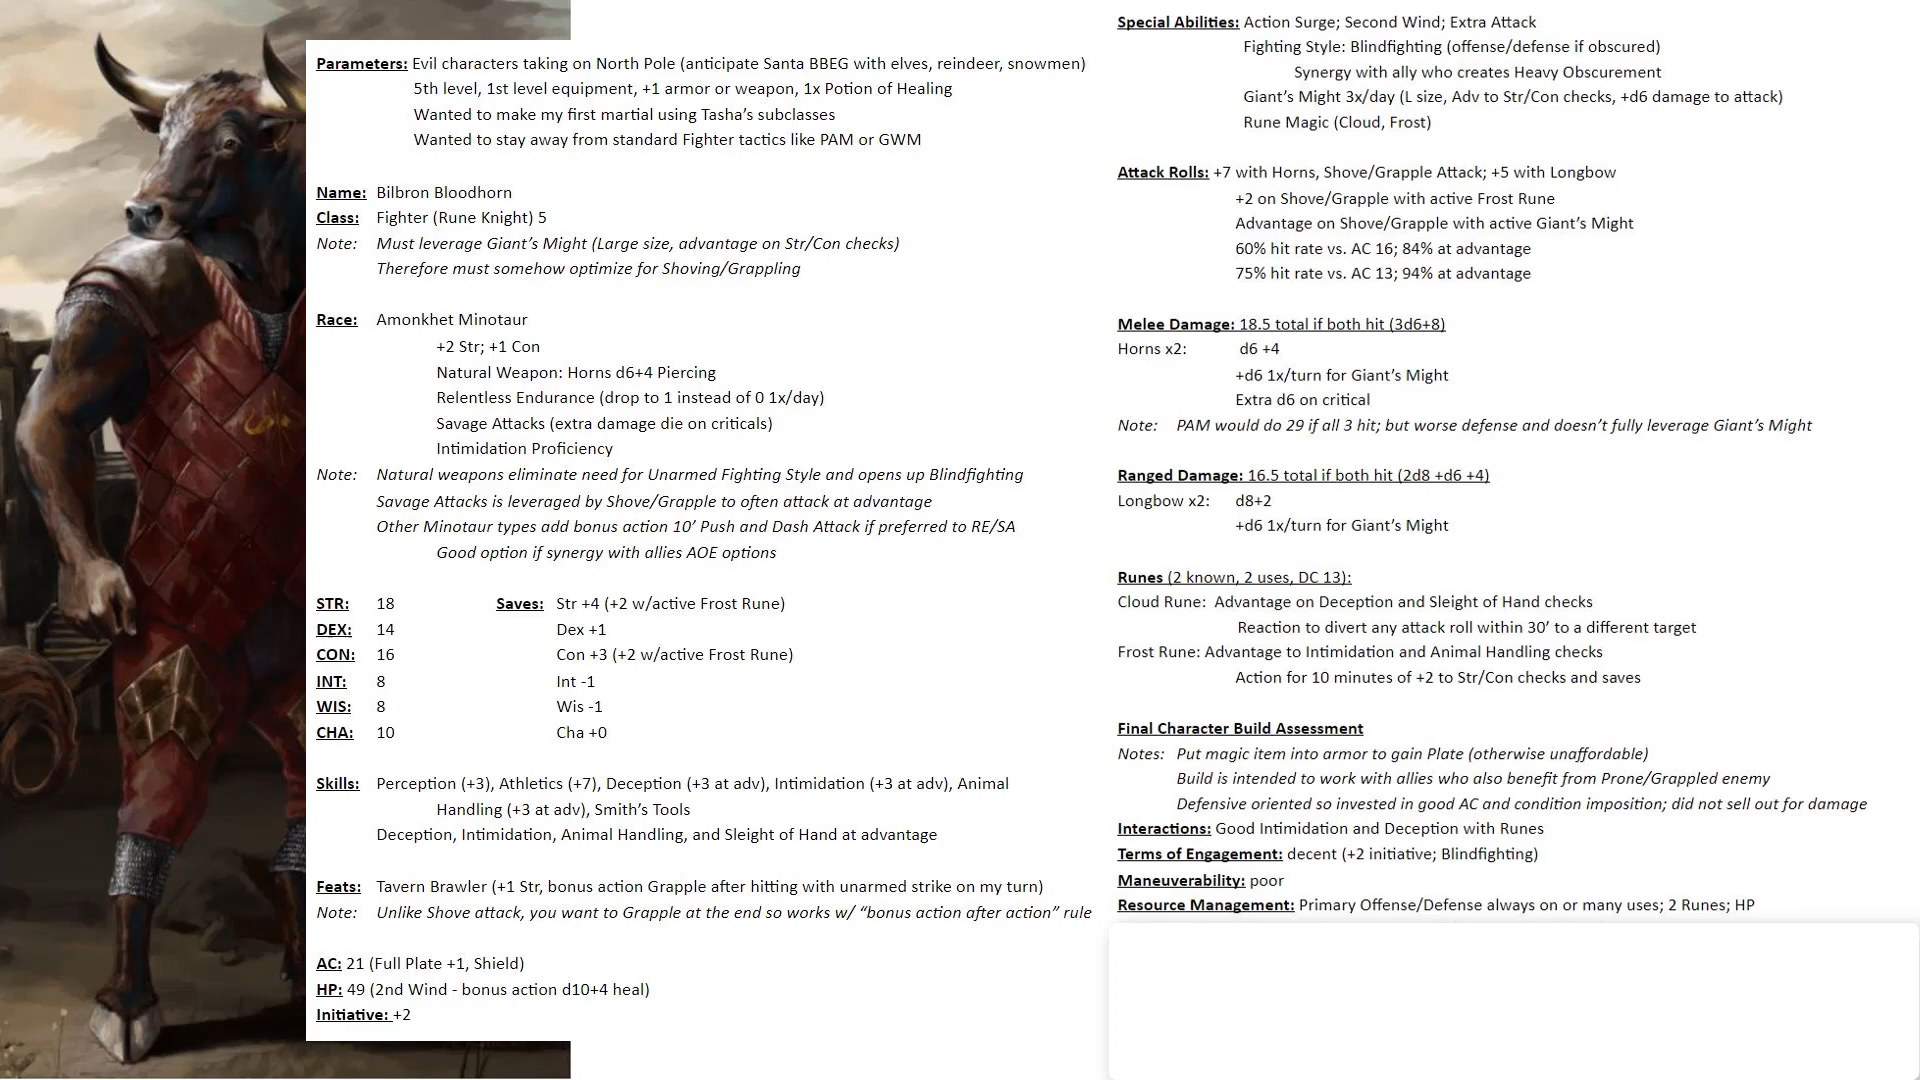 Parameters: Evil characters taking on North Pole (anticipate Santa BBEG with elves, reindeer, snowmen)
5th level, 1st level equipment, +1 armor or weapon, 1x Potion of Healing
Wanted to make my first martial using Tasha’s subclasses
Wanted to stay away from standard Fighter tactics like PAM or GWM
Name: Bilbron Bloodhorn
Class: Fighter (Rune Knight) 5
Note: Must leverage Giant’s Might (Large size, advantage on Str/Con checks)
Therefore must somehow optimize for Shoving/Grappling
Race: Amonkhet Minotaur
+2 Str; +1 Con
Natural Weapon: Horns d6+4 Piercing
Relentless Endurance (drop to 1 instead of 0 1x/day)
Savage Attacks (extra damage die on criticals)
Intimidation Proficiency
Note: Natural weapons eliminate need for Unarmed Fighting Style and opens up Blindfighting
Savage Attacks is leveraged by Shove/Grapple to often attack at advantage
Other Minotaur types add bonus action 10’ Push and Dash Attack if preferred to RE/SA
Good option if synergy with allies AOE options
STR: 18 Saves: Str +4 (+2 w/active Frost Rune)
DEX: 14 Dex +1
CON: 16 Con +3 (+2 w/active Frost Rune)
INT: 8 Int -1
WIS: 8 Wis -1
CHA: 10 Cha +0
Skills: Perception (+3), Athletics (+7), Deception (+3 at adv), Intimidation (+3 at adv), Animal
Handling (+3 at adv), Smith’s Tools
Deception, Intimidation, Animal Handling, and Sleight of Hand at advantage
Feats: Tavern Brawler (+1 Str, bonus action Grapple after hitting with unarmed strike on my turn)
Note: Unlike Shove attack, you want to Grapple at the end so works w/ “bonus action after action” rule
AC: 21 (Full Plate +1, Shield)
HP: 49 (2nd Wind - bonus action d10+4 heal)
Initiative: +2
Special Abilities: Action Surge; Second Wind; Extra Attack
Fighting Style: Blindfighting (offense/defense if obscured)
Synergy with ally who creates Heavy Obscurement
Giant’s Might 3x/day (L size, Adv to Str/Con checks, +d6 damage to attack)
Rune Magic (Cloud, Frost)
Attack Rolls: +7 with Horns, Shove/Grapple Attack; +5 with Longbow
+2 on Shove/Grapple with active Frost Rune
Advantage on Shove/Grapple with active Giant’s Might
60% hit rate vs. AC 16; 84% at advantage
75% hit rate vs. AC 13; 94% at advantage
Melee Damage: 18.5 total if both hit (3d6+8)
Horns x2: d6 +4
+d6 1x/turn for Giant’s Might
Extra d6 on critical
Note: PAM would do 29 if all 3 hit; but worse defense and doesn’t fully leverage Giant’s Might
Ranged Damage: 16.5 total if both hit (2d8 +d6 +4)
Longbow x2: d8+2
+d6 1x/turn for Giant’s Might
Runes (2 known, 2 uses, DC 13):
Cloud Rune: Advantage on Deception and Sleight of Hand checks
Reaction to divert any attack roll within 30’ to a different target
Frost Rune: Advantage to Intimidation and Animal Handling checks
Action for 10 minutes of +2 to Str/Con checks and saves
Final Character Build Assessment
Notes: Put magic item into armor to gain Plate (otherwise unaffordable)
Build is intended to work with allies who also benefit from Prone/Grappled enemy
Defensive oriented so invested in good AC and condition imposition; did not sell out for damage
Interactions: Good Intimidation and Deception with Runes
Terms of Engagement: decent (+2 initiative; Blindfighting)
Maneuverability: poor
Resource Management: Primary Offense/Defense always on or many uses; 2 Runes; HP